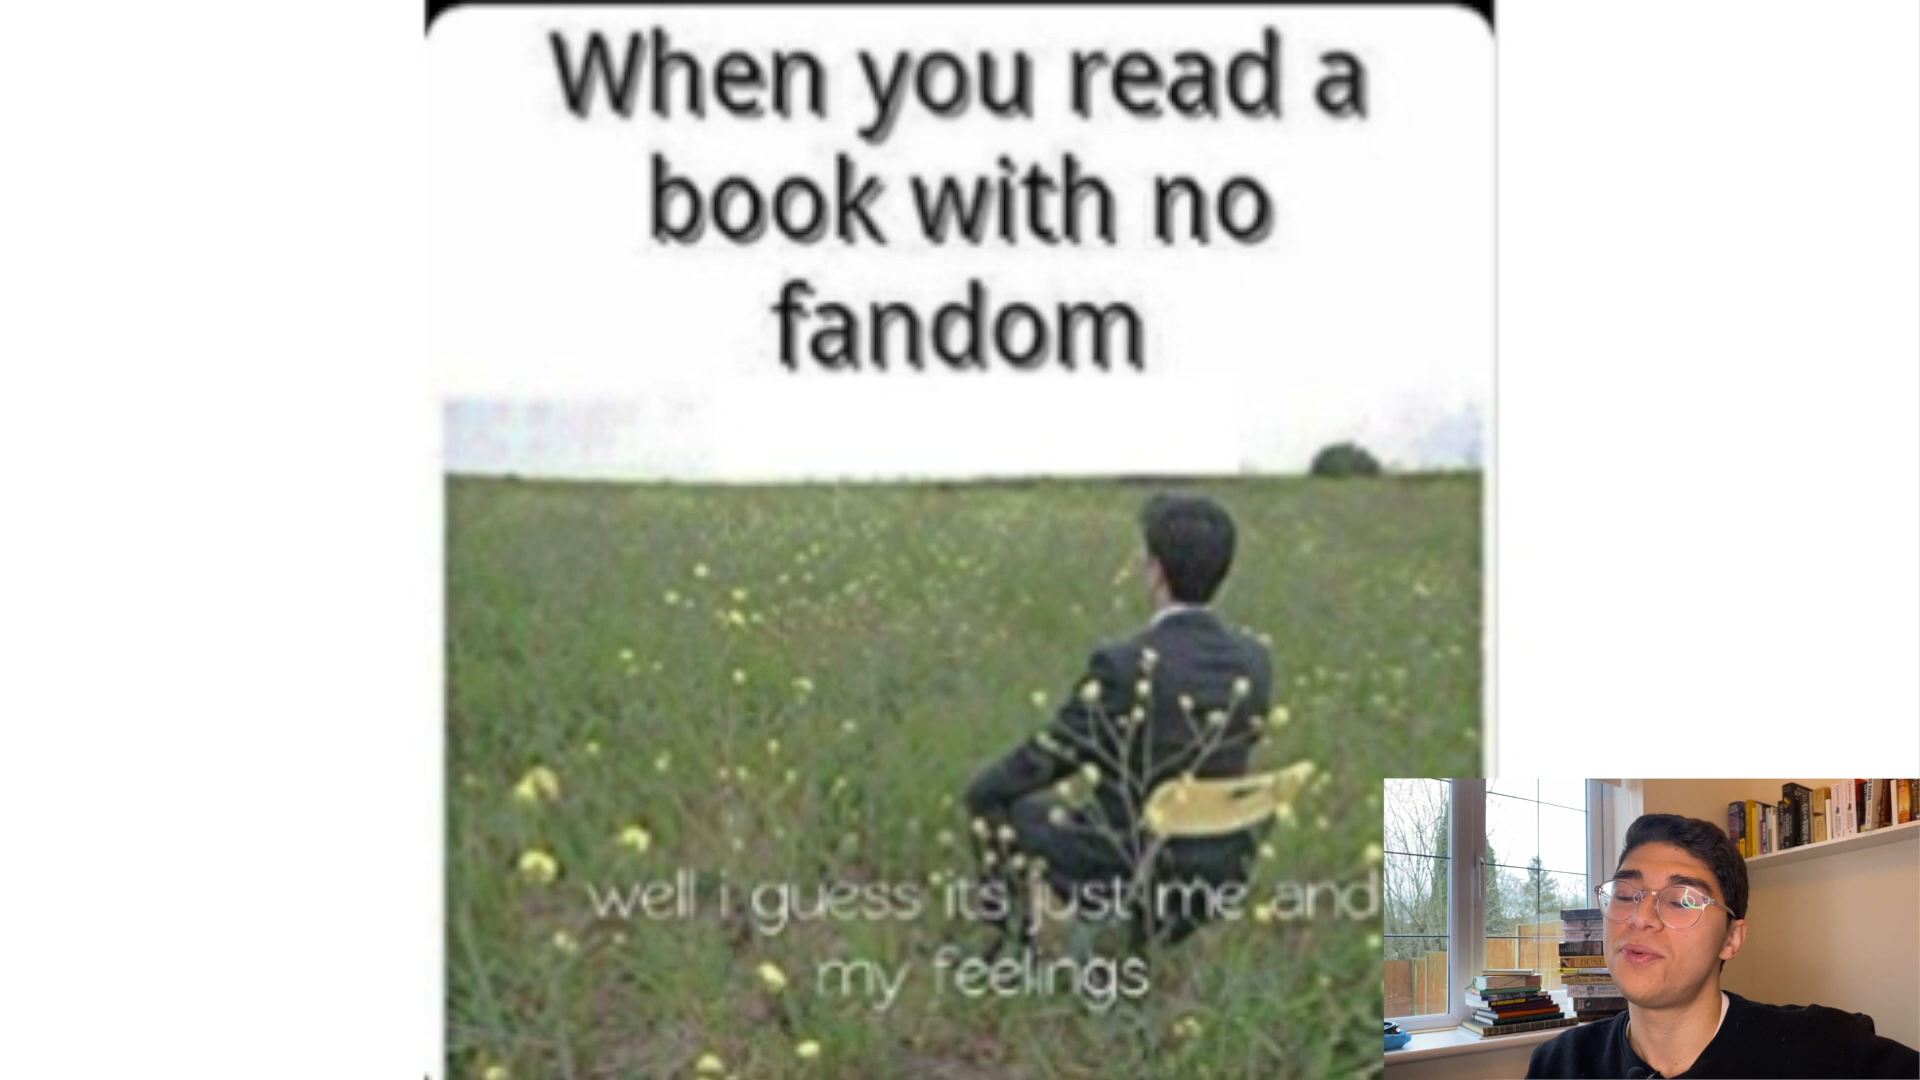 When you read a
book with no
fandom
well i guess its just me and
my feelings